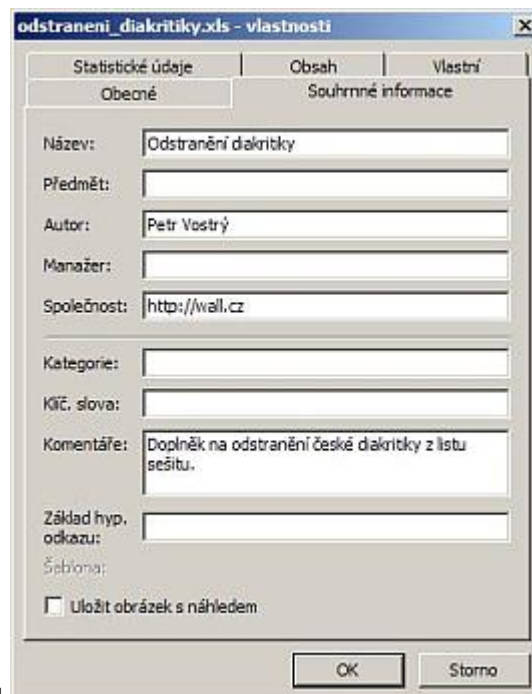 odstraneni_diakritiky.xls - vlastnosti
Statistické údaje Obsah Vlastní
Obecné Souhrnné informace
Název: Odstranění diakritiky
Předmět:
Autor: Petr Vostrý
Manažer:
Společnost: http://wall.cz
Kategorie:
Klíč. slova:
Komentáře: Doplněk na odstranění české diakritiky z listu
sešitu.
Základ hyp.
odkazu:
Šablona:
Uložit obrázek s náhledem
OK Storno